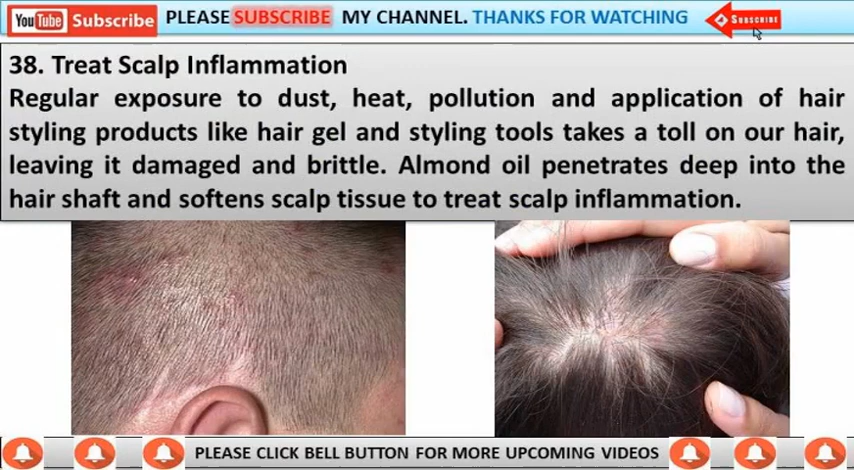 YouTube Subscribe PLEASE SUBSCRIBE MY CHANNEL. THANKS FOR WATCHING SUBSCRIBE
38. Treat Scalp Inflammation
Regular exposure to dust, heat, pollution and application of hair
styling products like hair gel and styling tools takes a toll on our hair,
leaving it damaged and brittle. Almond oil penetrates deep into the
hair shaft and softens scalp tissue to treat scalp inflammation.
PLEASE CLICK BELL BUTTON FOR MORE UPCOMING VIDEOS